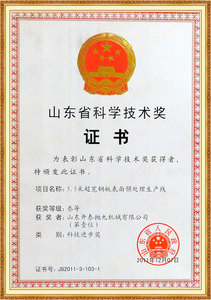 山东省科学技术奖
证书
为表彰山东省科学技术奖获得者，
特颁发此证书。
项目名称：5.5米超宽钢板表面预处理生产线
获奖等级：叁等
获奖者：山东开泰抛丸机械有限公司
（第壹位）
奖类别：科技进步奖
2011年12月07日
证书号：JB2011-3-103-1